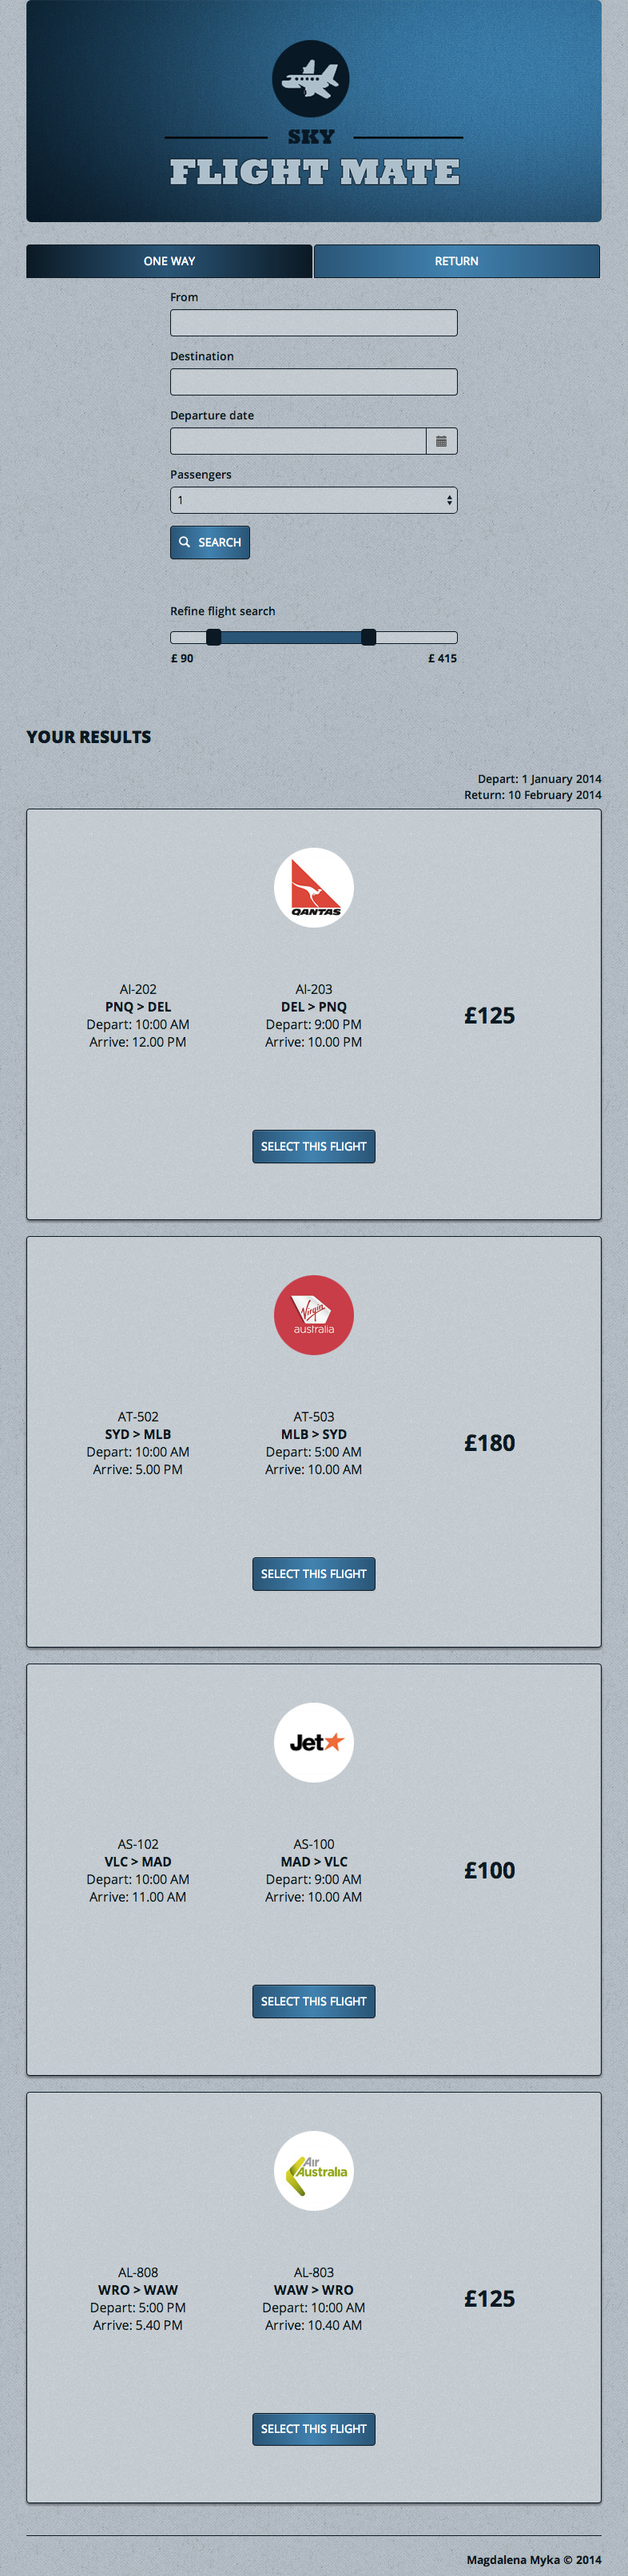 SKY
FLIGHT MATE
ONE WAY
RETURN
From
Destination
Departure date
Passengers
1
SEARCH
Refine flight search
£ 90
£ 415
YOUR RESULTS
Depart: 1 January 2014
Return: 10 February 2014
QANTAS
AI-202
PNQ > DEL
Depart: 10:00 AM
Arrive: 12.00 PM
AI-203
DEL > PNQ
Depart: 9:00 PM
Arrive: 10.00 PM
£125
SELECT THIS FLIGHT
Virgin
australia
AT-502
SYD > MLB
Depart: 10:00 AM
Arrive: 5.00 PM
AT-503
MLB > SYD
Depart: 5:00 AM
Arrive: 10.00 AM
£180
SELECT THIS FLIGHT
Jet
AS-102
VLC > MAD
Depart: 10:00 AM
Arrive: 11.00 AM
AS-100
MAD > VLC
Depart: 9:00 AM
Arrive: 10.00 AM
£100
SELECT THIS FLIGHT
Air
Australia
AL-808
WRO > WAW
Depart: 5:00 PM
Arrive: 5.40 PM
AL-803
WAW > WRO
Depart: 10:00 AM
Arrive: 10.40 AM
£125
SELECT THIS FLIGHT
Magdalena Myka © 2014